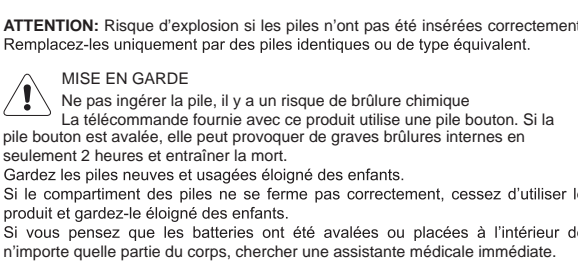 ATTENTION: Risque d'explosion si les piles n'ont pas été insérées correctement
Remplacez-les uniquement par des piles identiques ou de type équivalent.
MISE EN GARDE
Ne pas ingérer la pile, il y a un risque de brûlure chimique
La télécommande fournie avec ce produit utilise une pile bouton. Si la
pile bouton est avalée, elle peut provoquer de graves brûlures internes en
seulement 2 heures et entraîner la mort.
Gardez les piles neuves et usagées éloigné des enfants.
Si le compartiment des piles ne se ferme pas correctement, cessez d'utiliser le
produit et gardez-le éloigné des enfants.
Si vous pensez que les batteries ont été avalées ou placées à l'intérieur de
n'importe quelle partie du corps, chercher une assistante médicale immédiate.